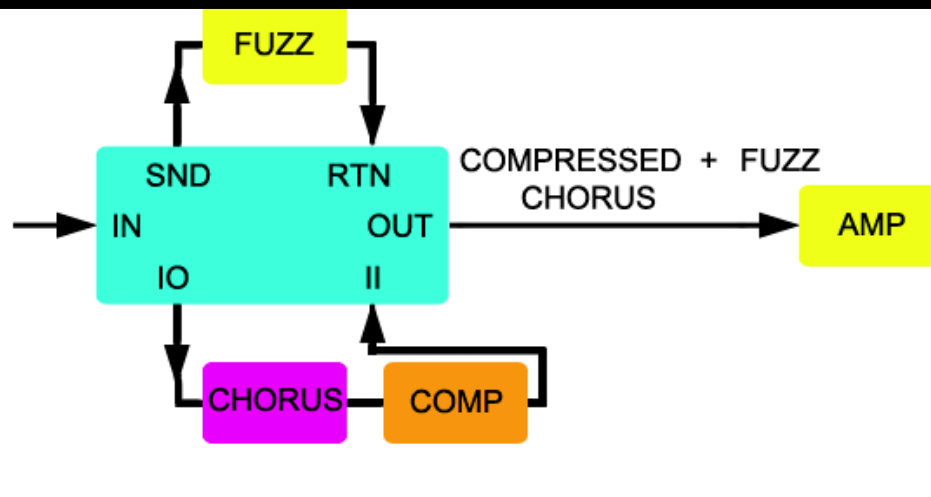 FUZZ
SND RTN
COMPRESSED + FUZZ
CHORUS
IN OUT
AMP
IO II
CHORUS
COMP